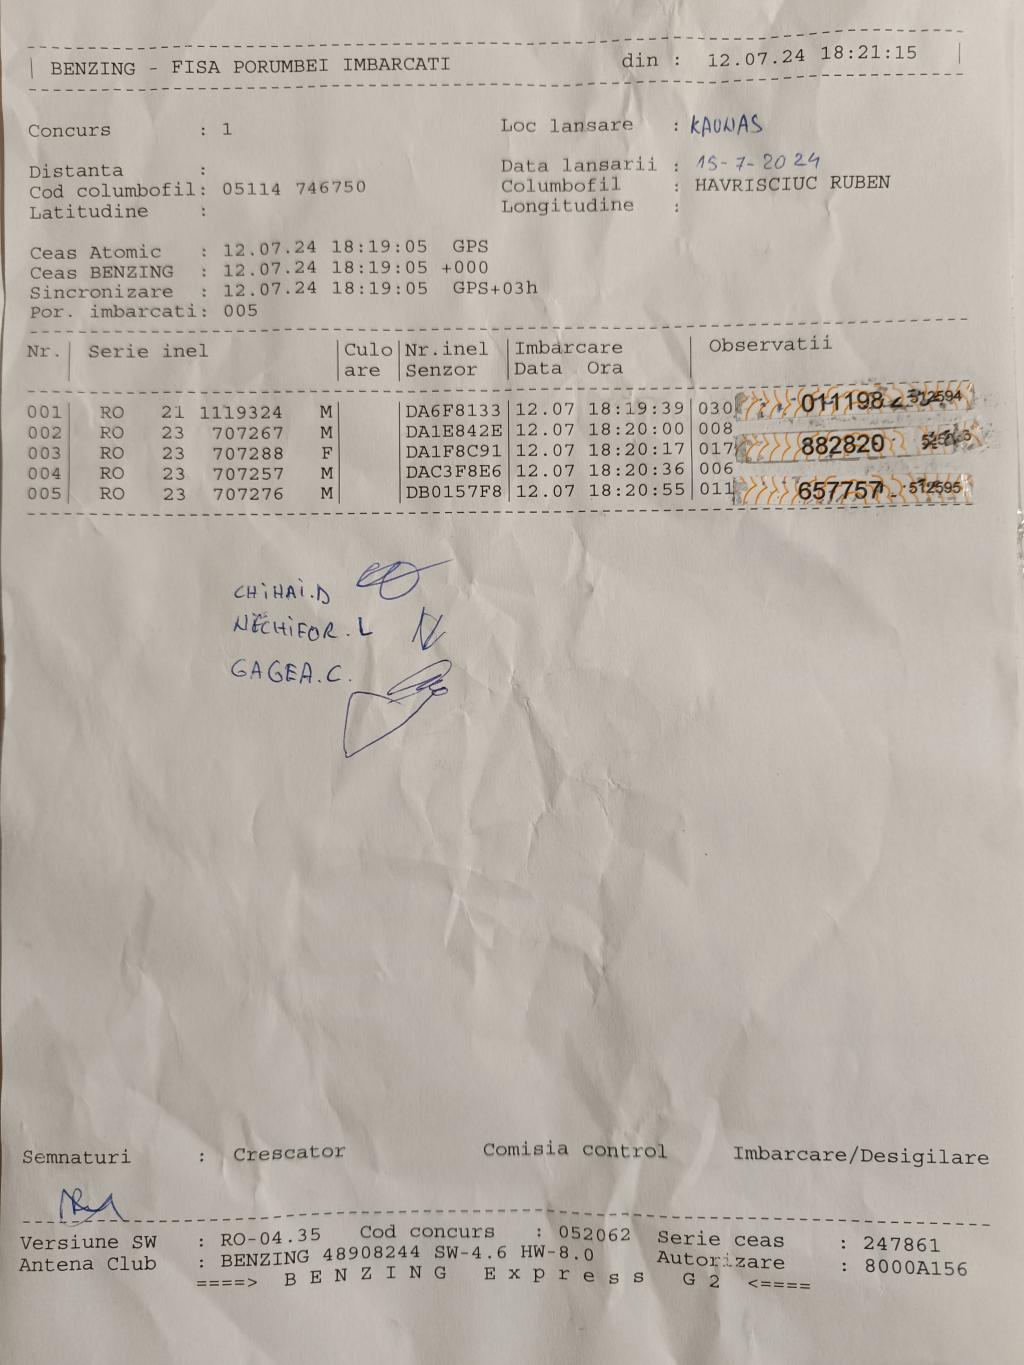 BENZING - FISA PORUMBEI IMBARCATI din : 12.07.24 18:21:15
Concurs : 1 Loc lansare : KAUNAS
Distanta : Data lansarii : 15-7-2024
Cod columbofil: 05114 746750 Columbofil : HAVRISCIUC RUBEN
Latitudine : Longitudine :
Ceas Atomic : 12.07.24 18:19:05 GPS
Ceas BENZING : 12.07.24 18:19:05 +000
Sincronizare : 12.07.24 18:19:05 GPS+03h
Por. imbarcati: 005
Nr. Serie inel Culo Nr.inel Imbarcare Observatii
are Senzor Data Ora
001 RO 21 1119324 M DA6F8133 12.07 18:19:39 030 011198 512594
002 RO 23 707267 M DA1E842E 12.07 18:20:00 008
003 RO 23 707288 F DA1F8C91 12.07 18:20:17 017 882820
004 RO 23 707257 M DAC3F8E6 12.07 18:20:36 006
005 RO 23 707276 M DB0157F8 12.07 18:20:55 011 657757 512595
CHIHAI.D
NECHIFOR.L
GAGEA.C.
Semnaturi : Crescator Comisia control Imbarcare/Desigilare
Versiune SW : RO-04.35 Cod concurs : 052062 Serie ceas : 247861
Antena Club : BENZING 48908244 SW-4.6 HW-8.0 Autorizare : 8000A156
====> B E N Z I N G E x p r e s s G 2 <====